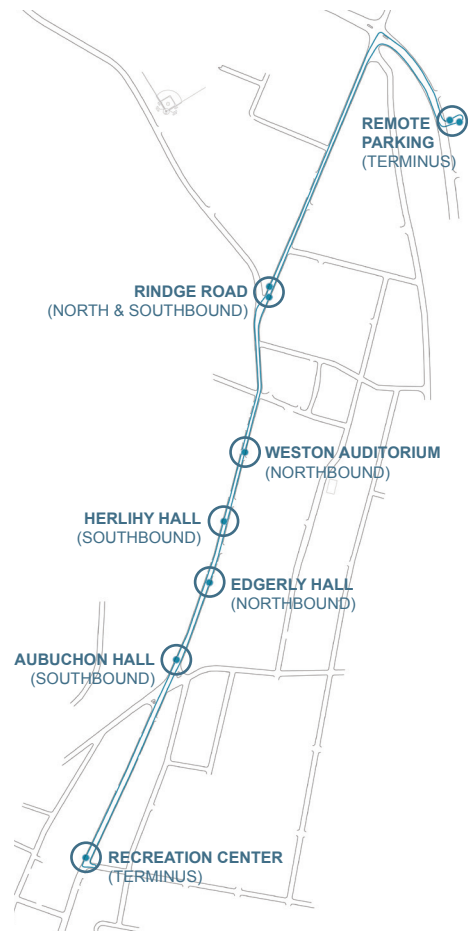 REMOTE
PARKING
(TERMINUS)
RINDGE ROAD
(NORTH & SOUTHBOUND)
WESTON AUDITORIUM
(NORTHBOUND)
HERLIHY HALL
(SOUTHBOUND)
EDGERLY HALL
(NORTHBOUND)
AUBUCHON HALL
(SOUTHBOUND)
RECREATION CENTER
(TERMINUS)